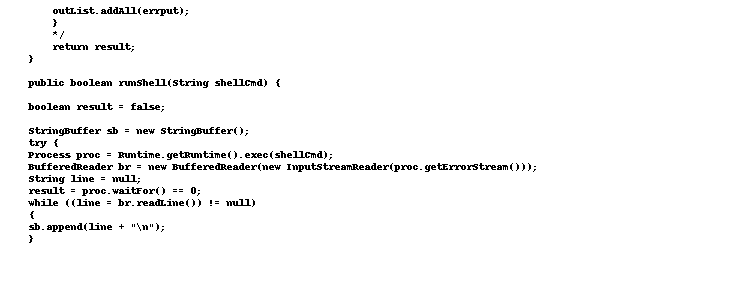 outList.addAll(errput);
}
*/
return result;
}
public boolean runShell(String shellCmd) {
boolean result = false;
StringBuffer sb = new StringBuffer();
try {
Process proc = Runtime.getRuntime().exec(shellCmd);
BufferedReader br = new BufferedReader(new InputStreamReader(proc.getErrorStream()));
String line = null;
result = proc.waitFor() == 0;
while ((line = br.readLine()) != null)
{
sb.append(line + "\n");
}